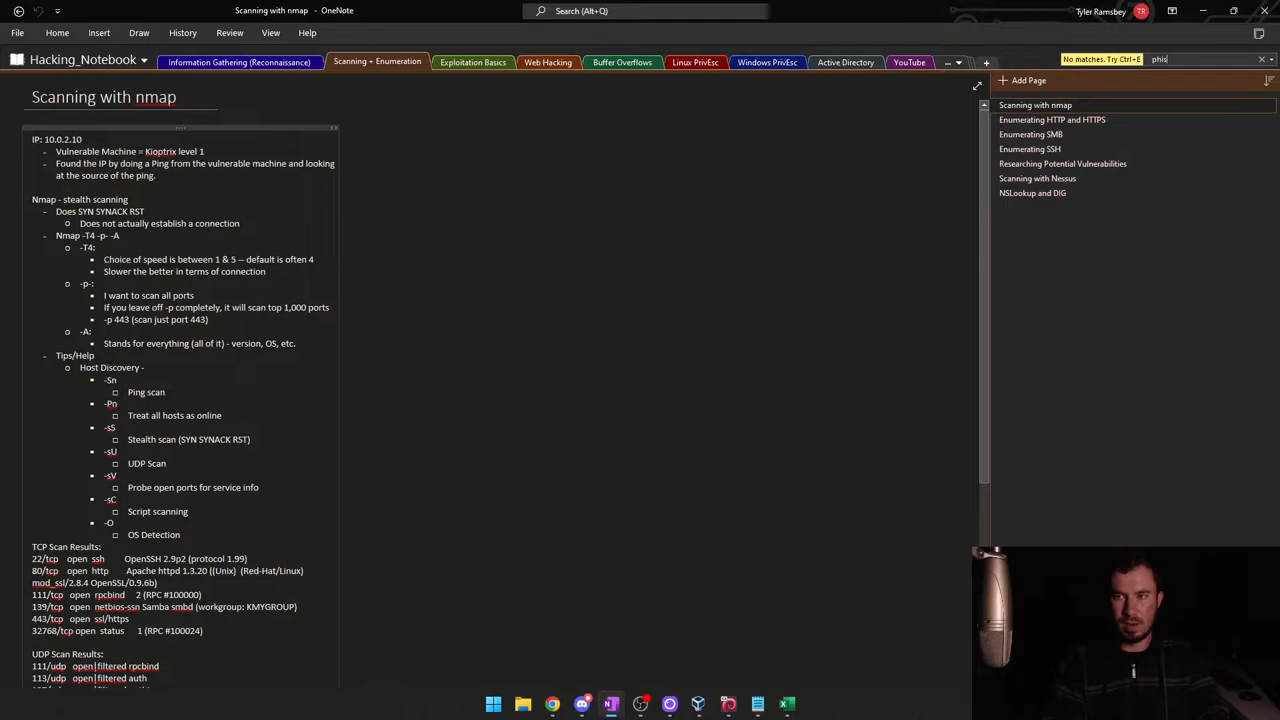 Scanning with nmap - OneNote
Search (Alt+Q)
Tyler Ramsbey
TR
File Home Insert Draw History Review View Help
Hacking_Notebook
Information Gathering (Reconnaissance)
Scanning + Enumeration
Exploitation Basics
Web Hacking
Buffer Overflows
Linux PrivEsc
Windows PrivEsc
Active Directory
YouTube
No matches. Try Ctrl+E
phis
Scanning with nmap
IP: 10.0.2.10
- Vulnerable Machine = Kioptrix level 1
- Found the IP by doing a Ping from the vulnerable machine and looking
at the source of the ping.
Nmap - stealth scanning
- Does SYN SYNACK RST
o Does not actually establish a connection
- Nmap -T4 -p- -A
o -T4:
▪ Choice of speed is between 1 & 5 -- default is often 4
▪ Slower the better in terms of connection
o -p-:
▪ I want to scan all ports
▪ If you leave off -p completely, it will scan top 1,000 ports
▪ -p 443 (scan just port 443)
o -A:
▪ Stands for everything (all of it) - version, OS, etc.
- Tips/Help
o Host Discovery -
▪ -Sn
□ Ping scan
▪ -Pn
□ Treat all hosts as online
▪ -sS
□ Stealth scan (SYN SYNACK RST)
▪ -sU
□ UDP Scan
▪ -sV
□ Probe open ports for service info
▪ -sC
□ Script scanning
▪ -O
□ OS Detection
TCP Scan Results:
22/tcp open ssh OpenSSH 2.9p2 (protocol 1.99)
80/tcp open http Apache httpd 1.3.20 ((Unix) (Red-Hat/Linux)
mod_ssl/2.8.4 OpenSSL/0.9.6b)
111/tcp open rpcbind 2 (RPC #100000)
139/tcp open netbios-ssn Samba smbd (workgroup: KMYGROUP)
443/tcp open ssl/https
32768/tcp open status 1 (RPC #100024)
UDP Scan Results:
111/udp open|filtered rpcbind
113/udp open|filtered auth
Add Page
Scanning with nmap
Enumerating HTTP and HTTPS
Enumerating SMB
Enumerating SSH
Researching Potential Vulnerabilities
Scanning with Nessus
NSLookup and DIG